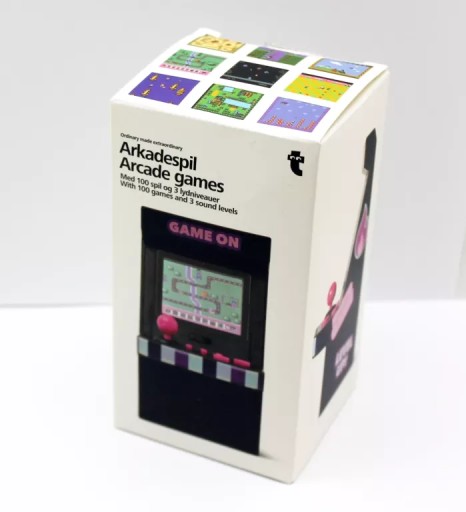 Ordinary made extraordinary
Arkadespil
Arcade games
Med 100 spil og 3 lydniveauer
With 100 games and 3 sound levels
GAME ON